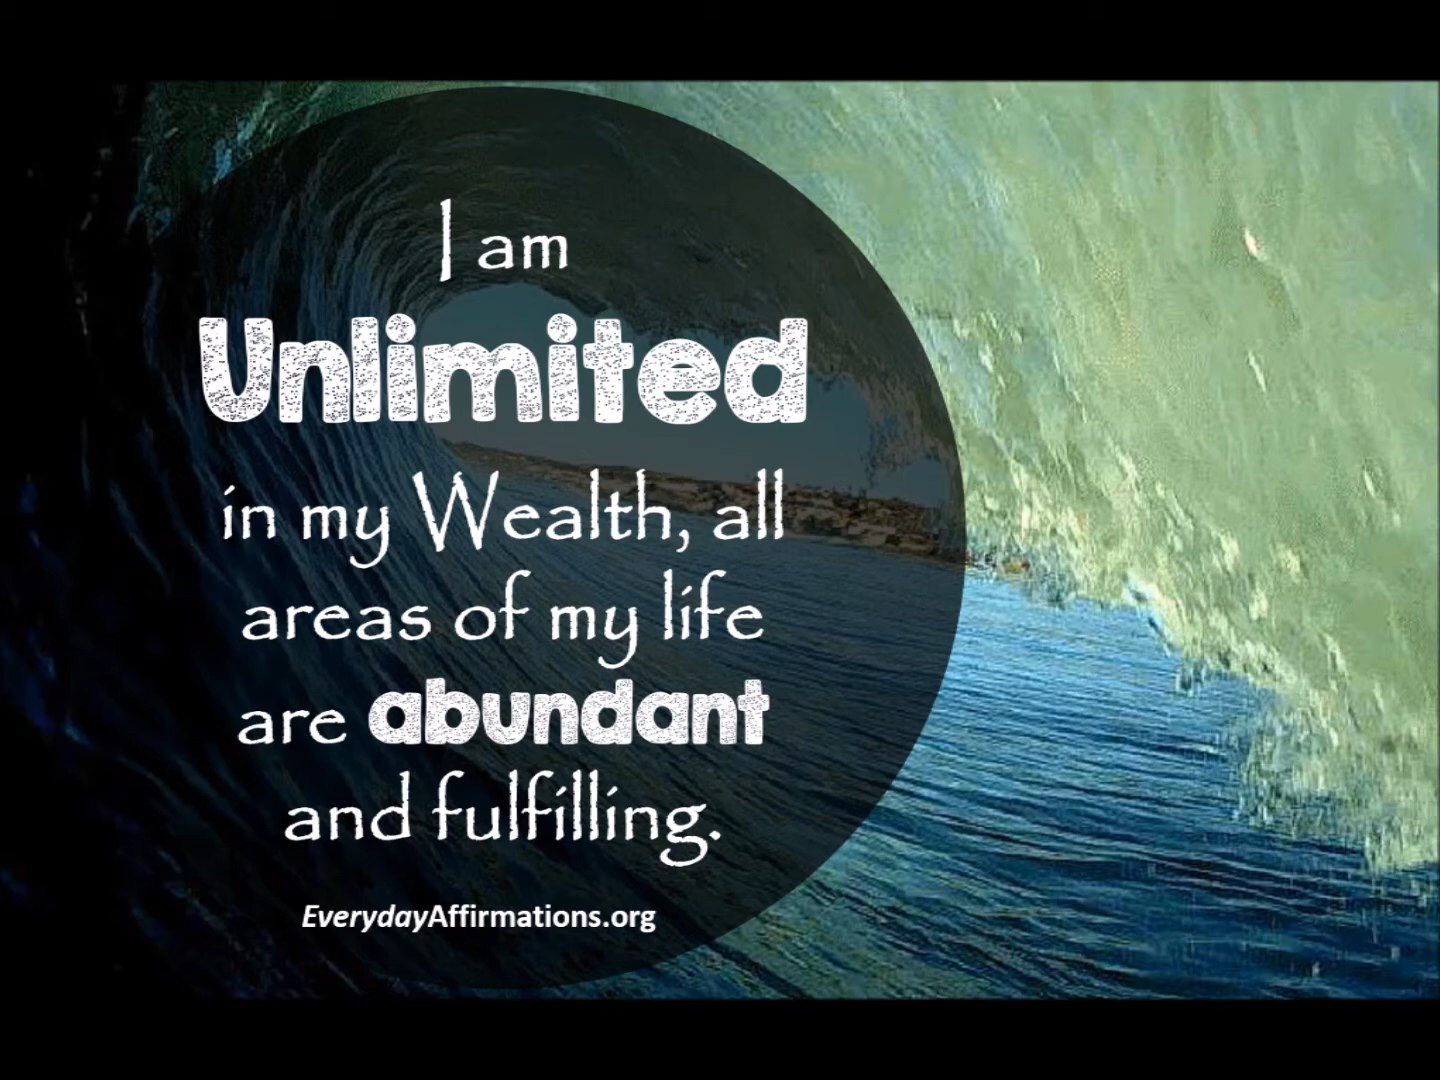 I am
Unlimited
in my Wealth, all
areas of my life
are abundant
and fulfilling.
EverydayAffirmations.org